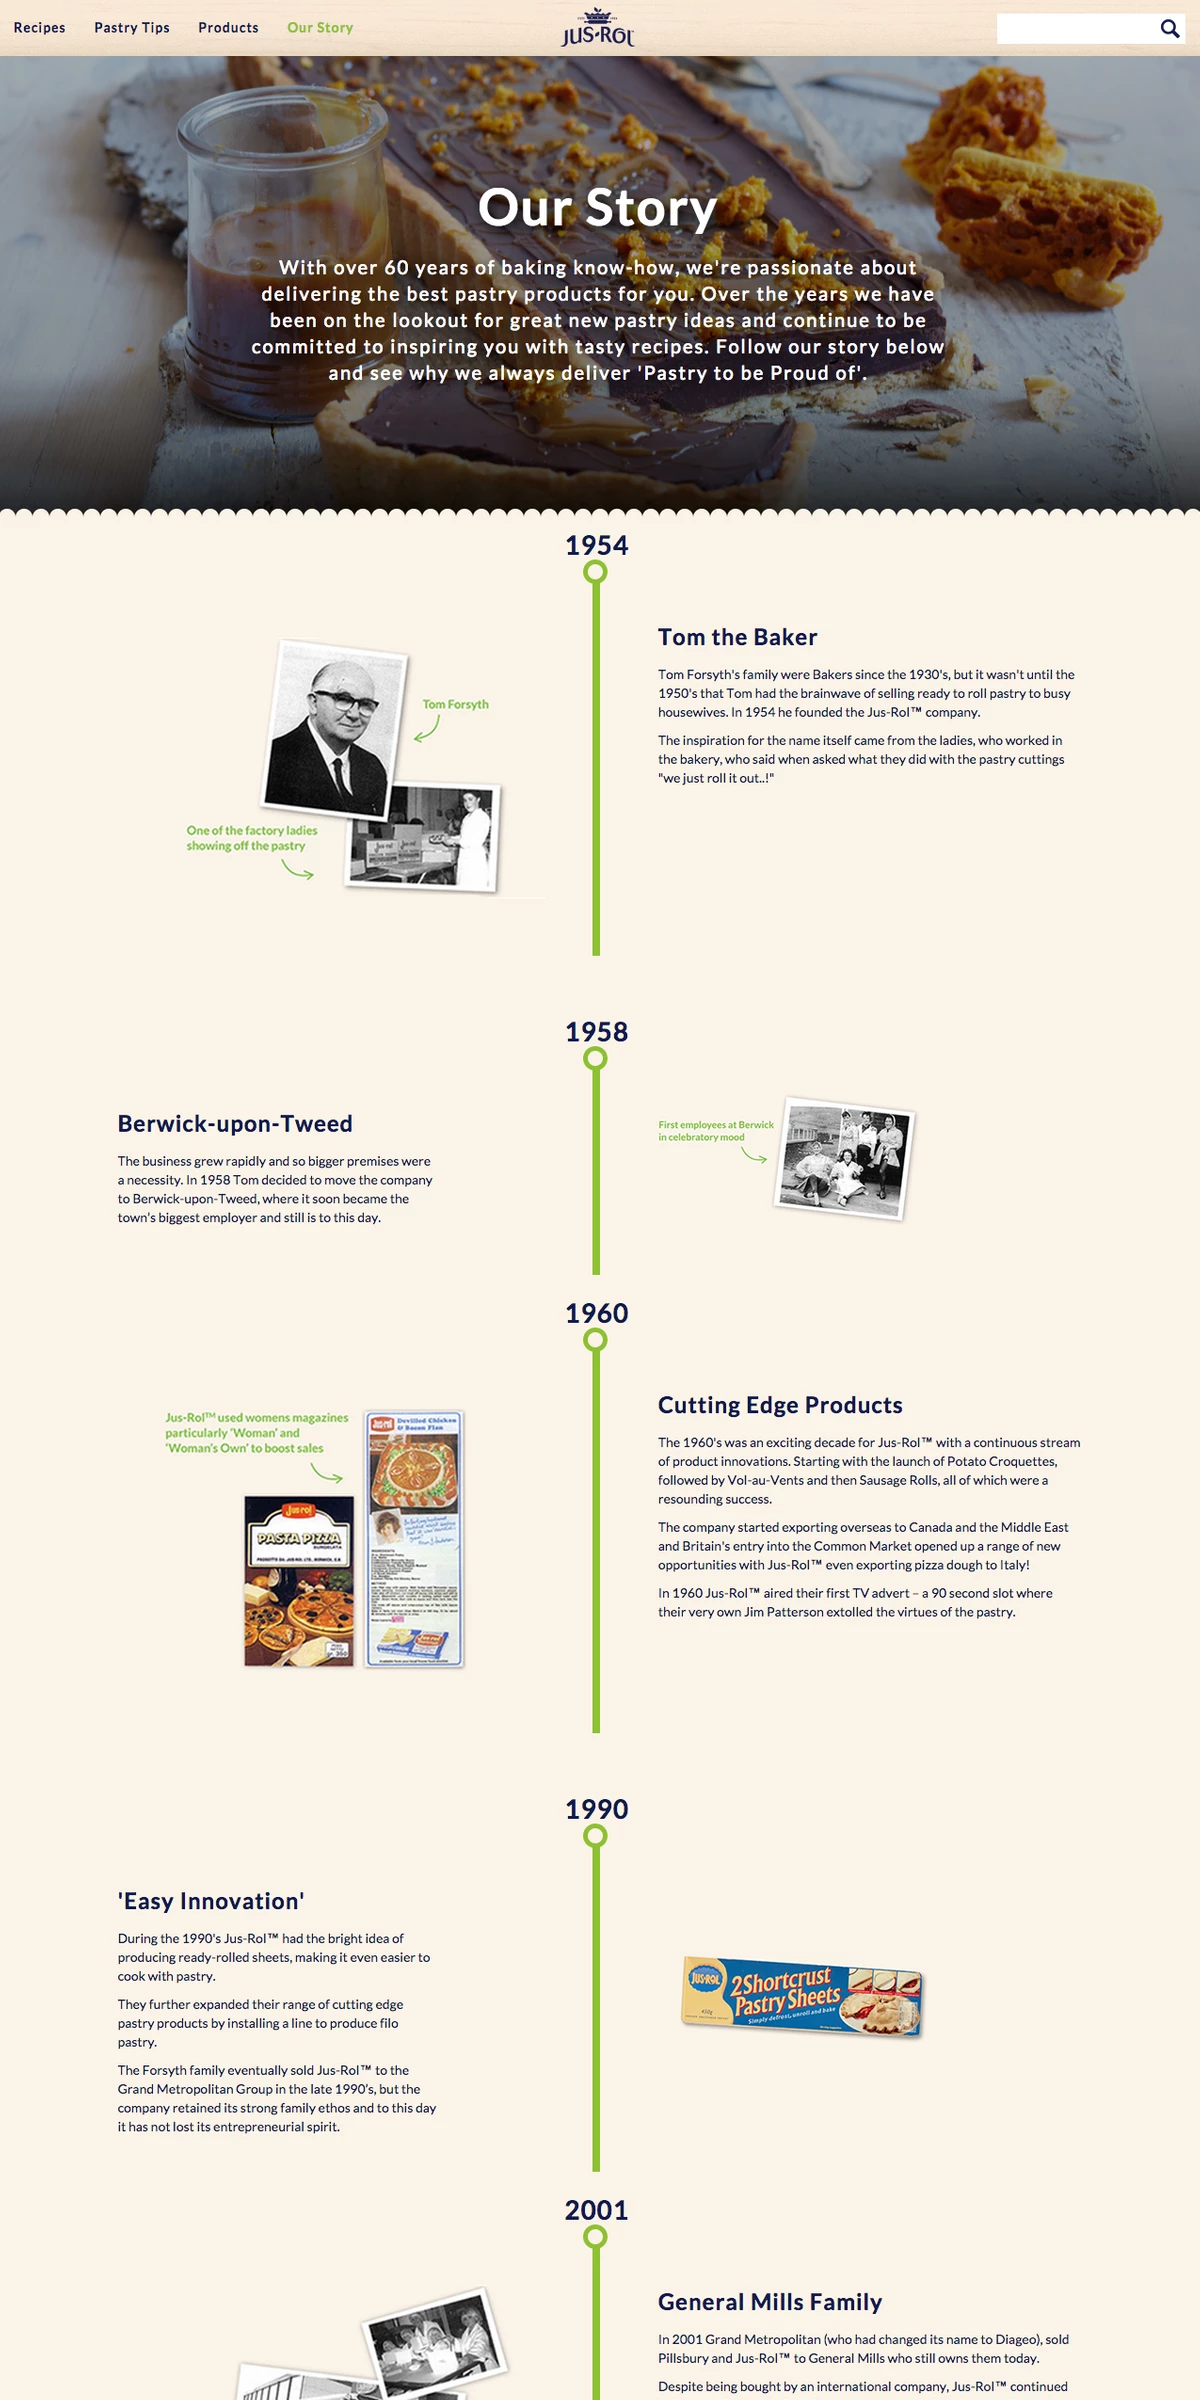 Recipes Pastry Tips Products Our Story
JUS-ROL
Our Story
With over 60 years of baking know-how, we're passionate about
delivering the best pastry products for you. Over the years we have
been on the lookout for great new pastry ideas and continue to be
committed to inspiring you with tasty recipes. Follow our story below
and see why we always deliver 'Pastry to be Proud of'.
1954
Tom the Baker
Tom Forsyth's family were Bakers since the 1930's, but it wasn't until the
1950's that Tom had the brainwave of selling ready to roll pastry to busy
housewives. In 1954 he founded the Jus-Rol™ company.
The inspiration for the name itself came from the ladies, who worked in
the bakery, who said when asked what they did with the pastry cuttings
"we just roll it out..!"
Tom Forsyth
One of the factory ladies
showing off the pastry
1958
Berwick-upon-Tweed
The business grew rapidly and so bigger premises were
a necessity. In 1958 Tom decided to move the company
to Berwick-upon-Tweed, where it soon became the
town's biggest employer and still is to this day.
First employees at Berwick
in celebratory mood
1960
Jus-Rol™ used womens magazines
particularly 'Woman' and
'Woman's Own' to boost sales
Jus-rol
PASTA PIZZA
SURGELATA
Jus-rol
Devilled Chicken
& Bacon Flan
Cutting Edge Products
The 1960's was an exciting decade for Jus-Rol™ with a continuous stream
of product innovations. Starting with the launch of Potato Croquettes,
followed by Vol-au-Vents and then Sausage Rolls, all of which were a
resounding success.
The company started exporting overseas to Canada and the Middle East
and Britain's entry into the Common Market opened up a range of new
opportunities with Jus-Rol™ even exporting pizza dough to Italy!
In 1960 Jus-Rol™ aired their first TV advert – a 90 second slot where
their very own Jim Patterson extolled the virtues of the pastry.
1990
'Easy Innovation'
During the 1990's Jus-Rol™ had the bright idea of
producing ready-rolled sheets, making it even easier to
cook with pastry.
They further expanded their range of cutting edge
pastry products by installing a line to produce filo
pastry.
The Forsyth family eventually sold Jus-Rol™ to the
Grand Metropolitan Group in the late 1990's, but the
company retained its strong family ethos and to this day
it has not lost its entrepreneurial spirit.
JUS-ROL
2 Shortcrust
Pastry Sheets
Simply defrost, unroll and bake
450g
2001
General Mills Family
In 2001 Grand Metropolitan (who had changed its name to Diageo), sold
Pillsbury and Jus-Rol™ to General Mills who still owns them today.
Despite being bought by an international company, Jus-Rol™ continued